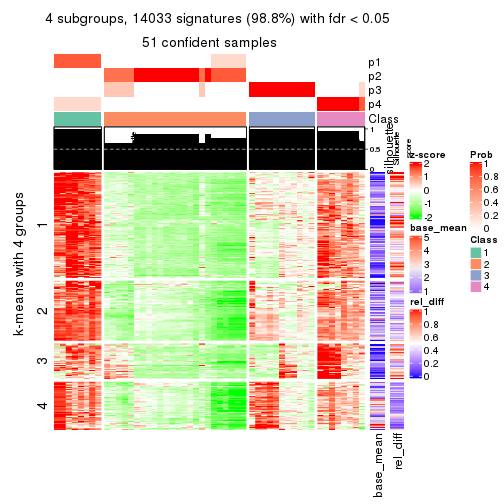 4 subgroups, 14033 signatures (98.8%) with fdr < 0.05
51 confident samples
p1
p2
p3
p4
Class
1
0.5
0
silhouette
Silhouette
score
k-means with 4 groups
1
2
3
4
base_mean
rel_diff
z-score
2
1
0
-1
-2
base_mean
5
4
3
2
1
rel_diff
1
0.8
0.6
0.4
0.2
0
Prob
1
0.8
0.6
0.4
0.2
0
Class
1
2
3
4